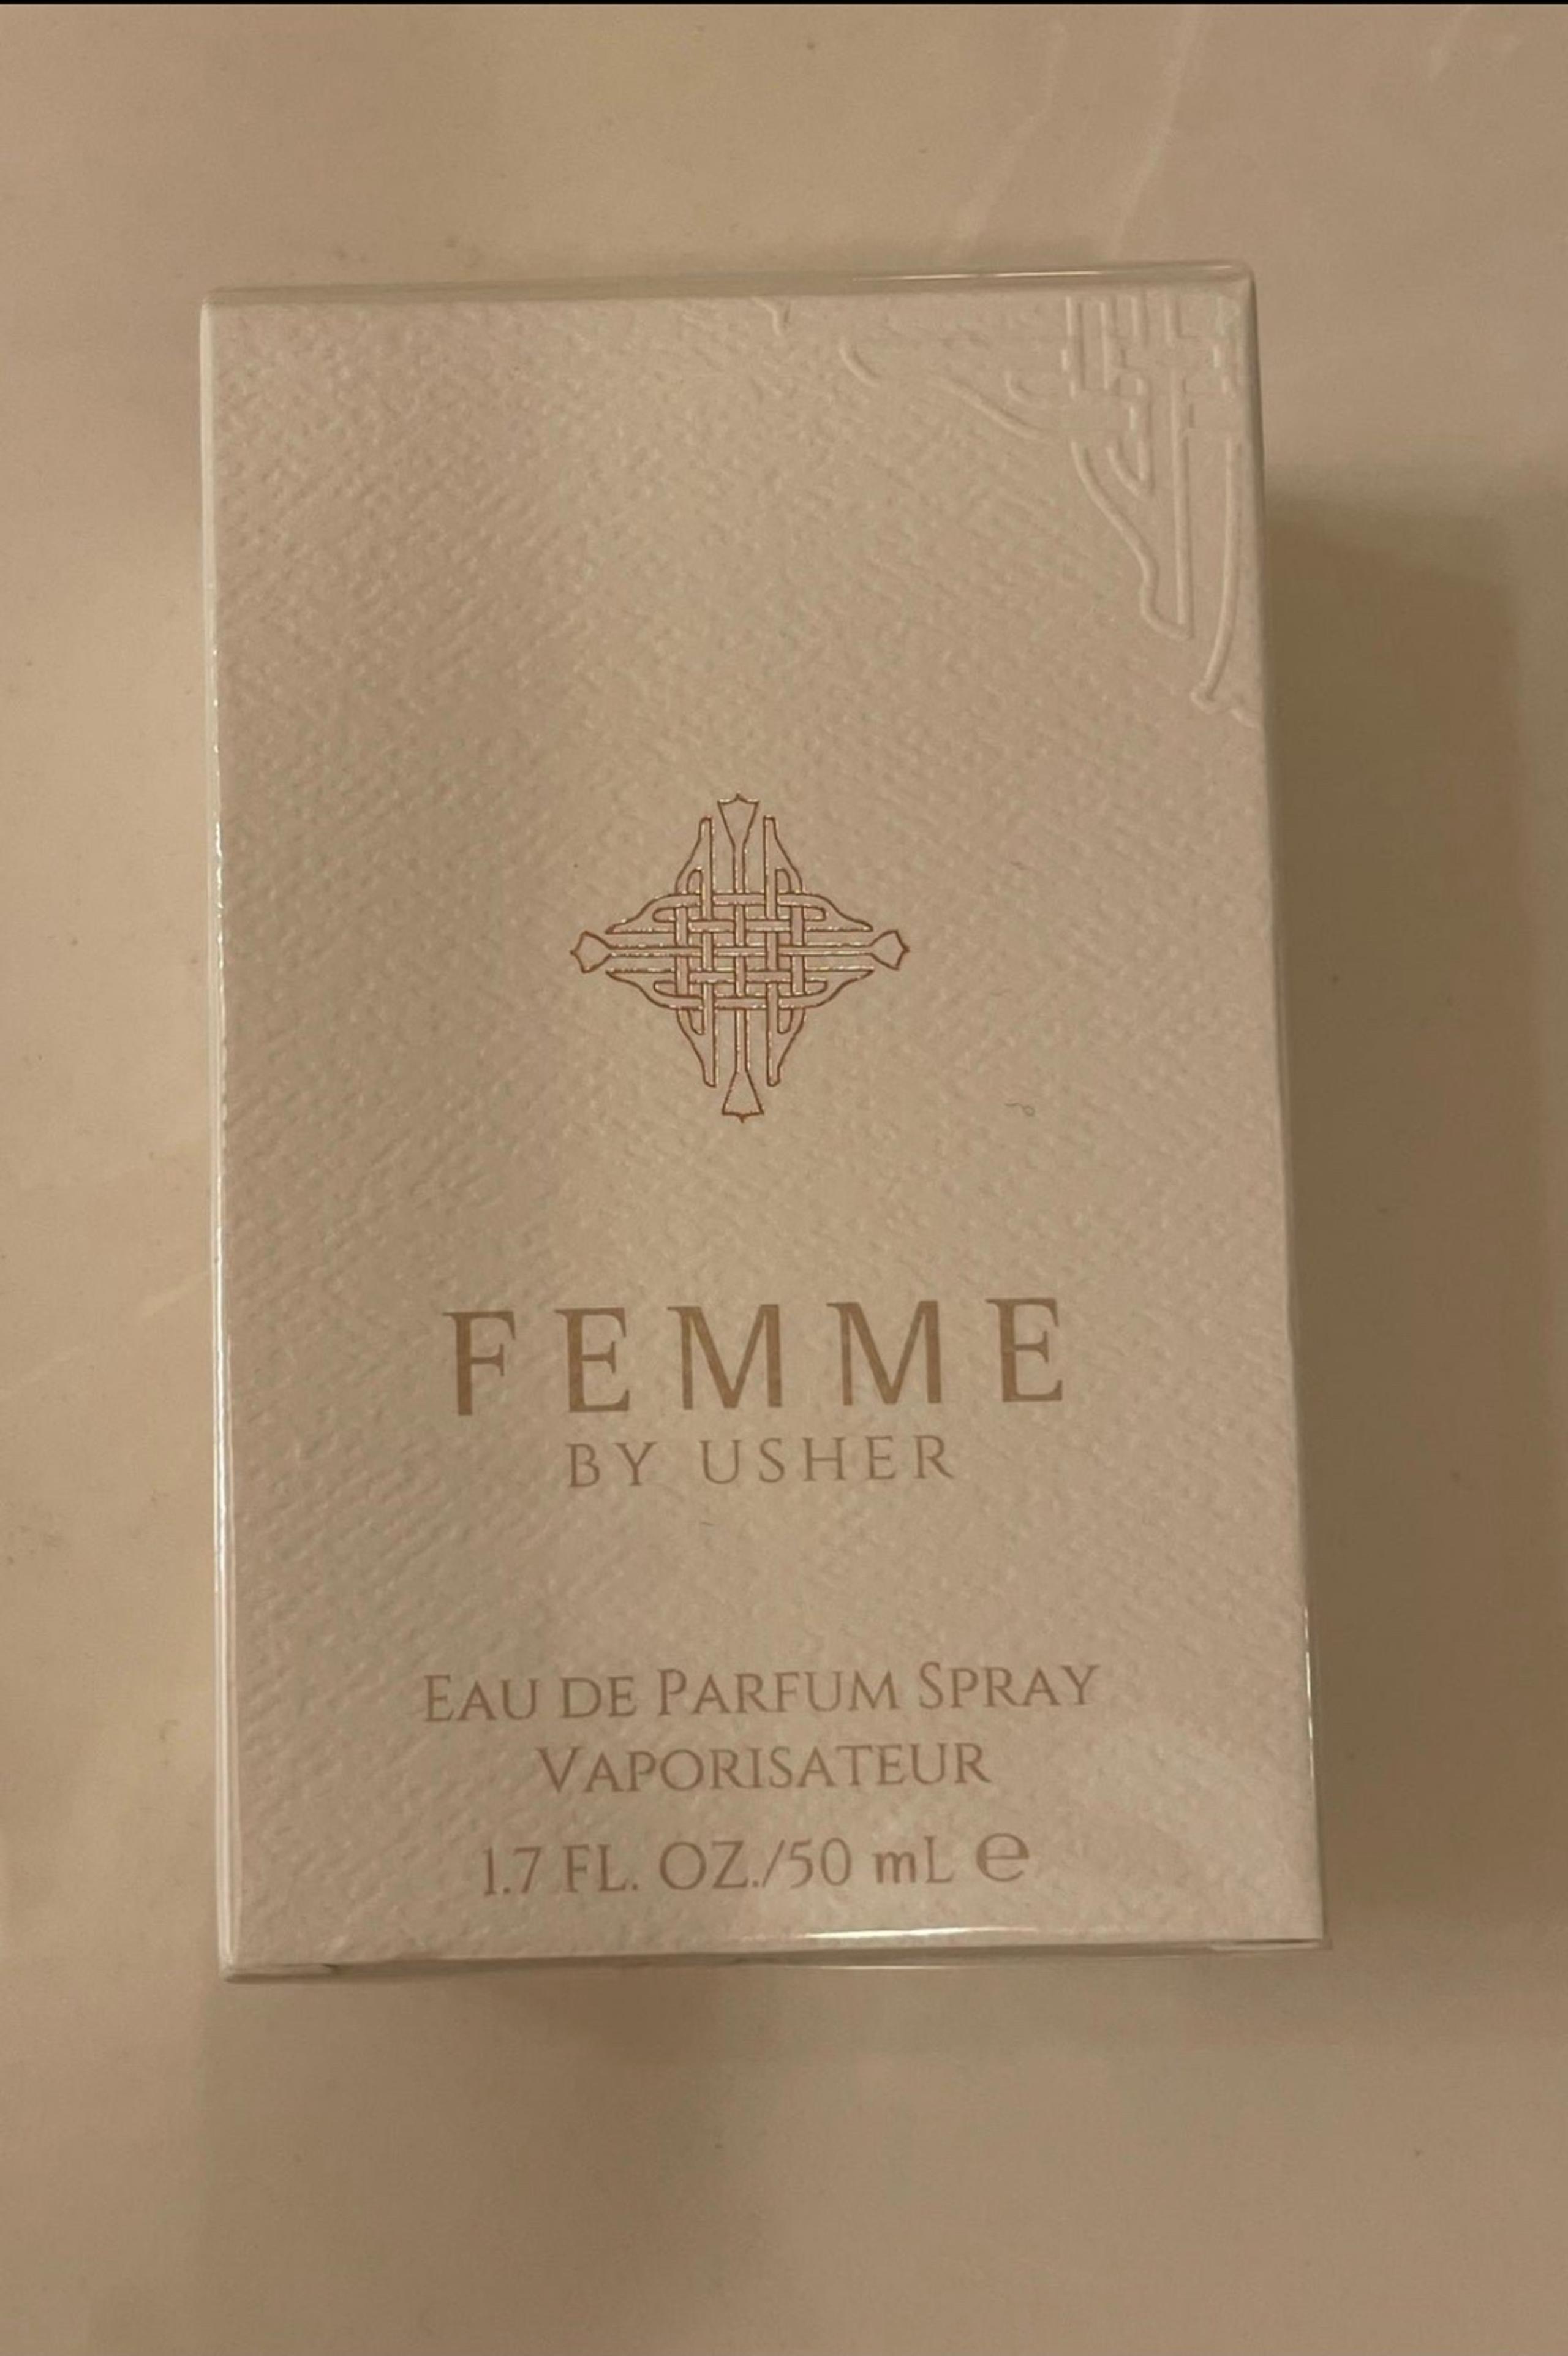 FEMME
BY USHER
EAU DE PARFUM SPRAY
VAPORISATEUR
1.7 FL. OZ./50 mL ℮